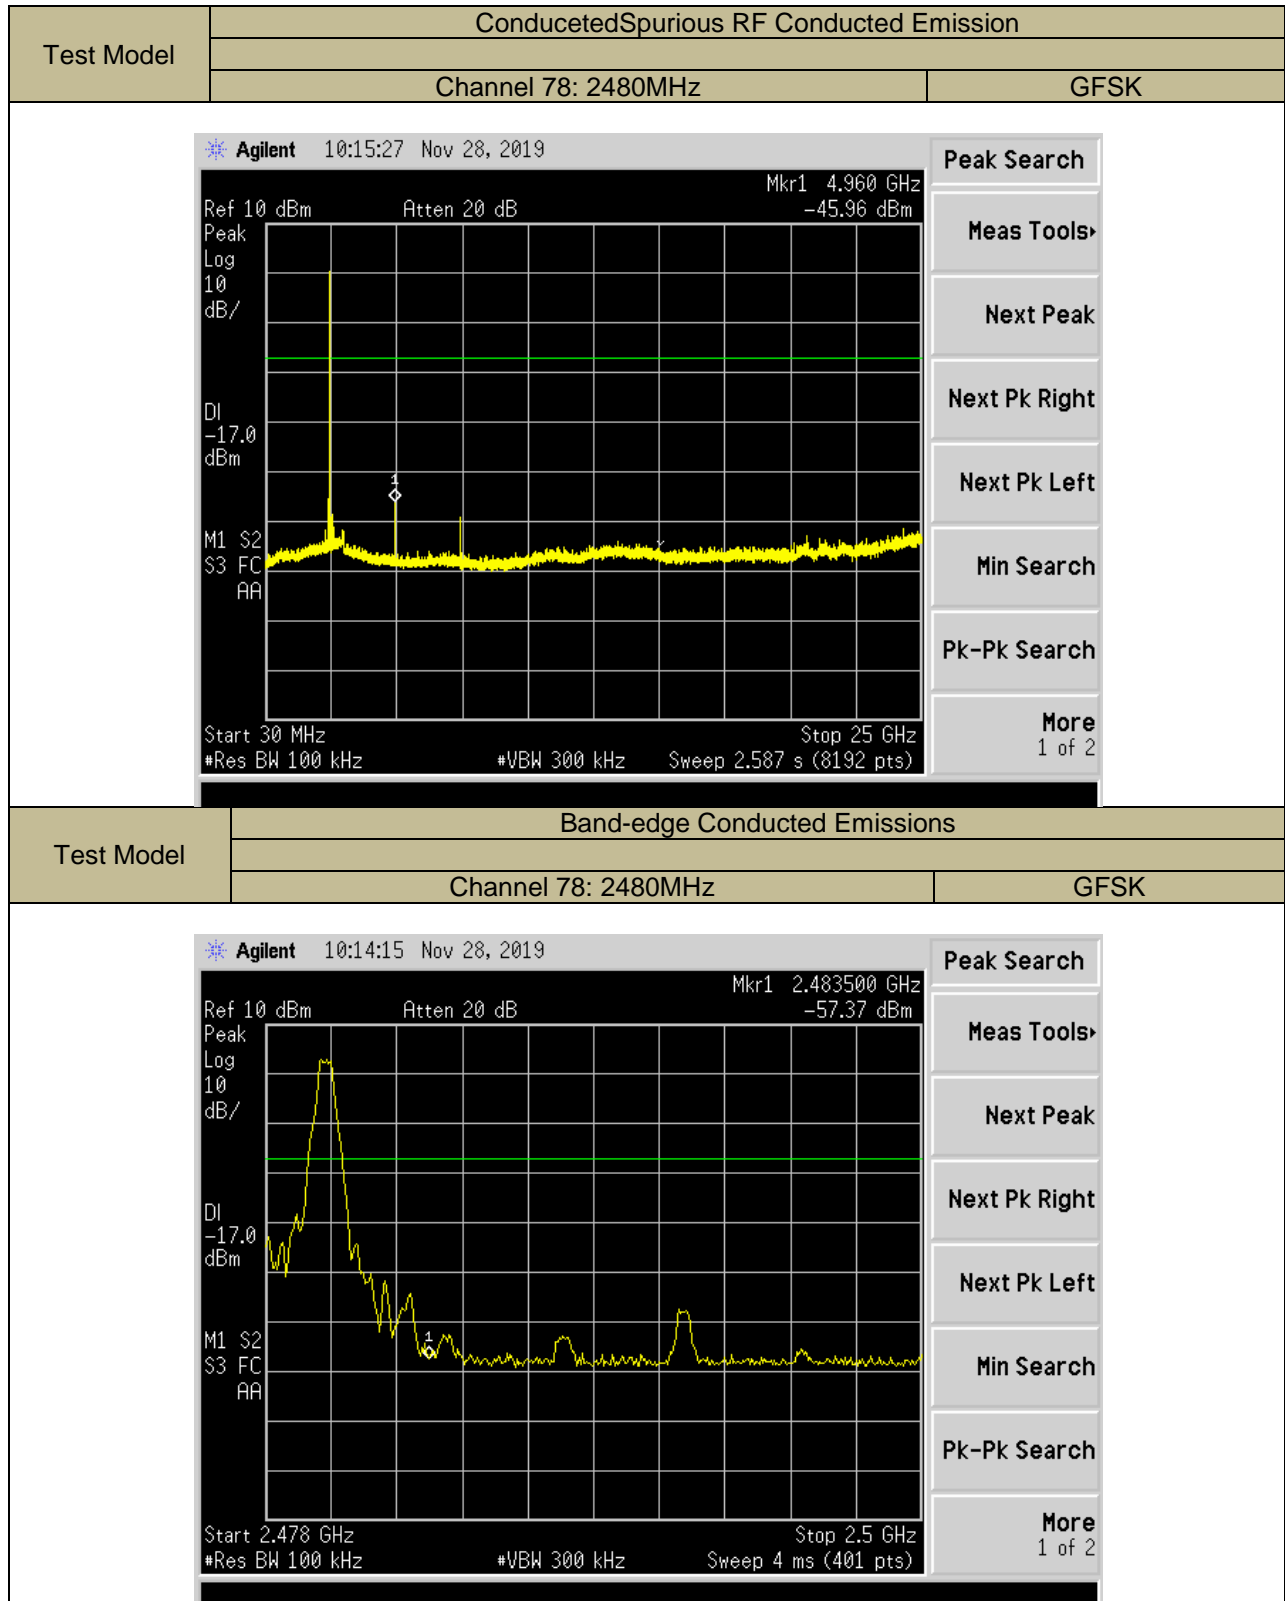 Test Model
ConducetedSpurious RF Conducted Emission
Channel 78: 2480MHz
GFSK
Agilent 10:15:27 Nov 28, 2019
Peak Search
Mkr1 4.960 GHz
Ref 10 dBm Atten 20 dB -45.96 dBm
Peak
Log
10
dB/
DI
-17.0
dBm
1
M1 S2
S3 FC
AA
Start 30 MHz Stop 25 GHz
#Res BW 100 kHz #VBW 300 kHz Sweep 2.587 s (8192 pts)
Meas Tools
Next Peak
Next Pk Right
Next Pk Left
Min Search
Pk-Pk Search
More
1 of 2
Test Model
Band-edge Conducted Emissions
Channel 78: 2480MHz
GFSK
Agilent 10:14:15 Nov 28, 2019
Peak Search
Mkr1 2.483500 GHz
Ref 10 dBm Atten 20 dB -57.37 dBm
Peak
Log
10
dB/
DI
-17.0
dBm
1
M1 S2
S3 FC
AA
Start 2.478 GHz Stop 2.5 GHz
#Res BW 100 kHz #VBW 300 kHz Sweep 4 ms (401 pts)
Meas Tools
Next Peak
Next Pk Right
Next Pk Left
Min Search
Pk-Pk Search
More
1 of 2